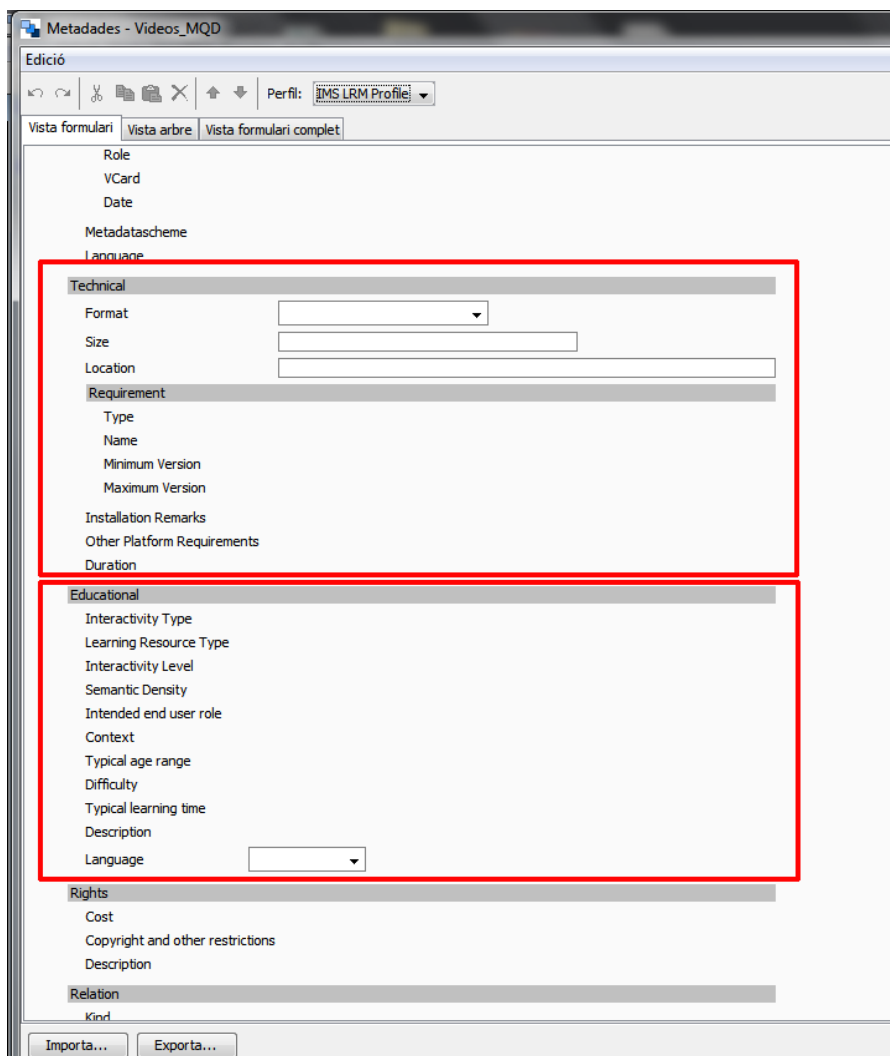 Metadades - Videos_MQD
Edició
Perfil: IMS LRM Profile
Vista formulari Vista arbre Vista formulari complet
Role
VCard
Date
Metadatascheme
Language
Technical
Format
Size
Location
Requirement
Type
Name
Minimum Version
Maximum Version
Installation Remarks
Other Platform Requirements
Duration
Educational
Interactivity Type
Learning Resource Type
Interactivity Level
Semantic Density
Intended end user role
Context
Typical age range
Difficulty
Typical learning time
Description
Language
Rights
Cost
Copyright and other restrictions
Description
Relation
Kind
Importa... Exporta...